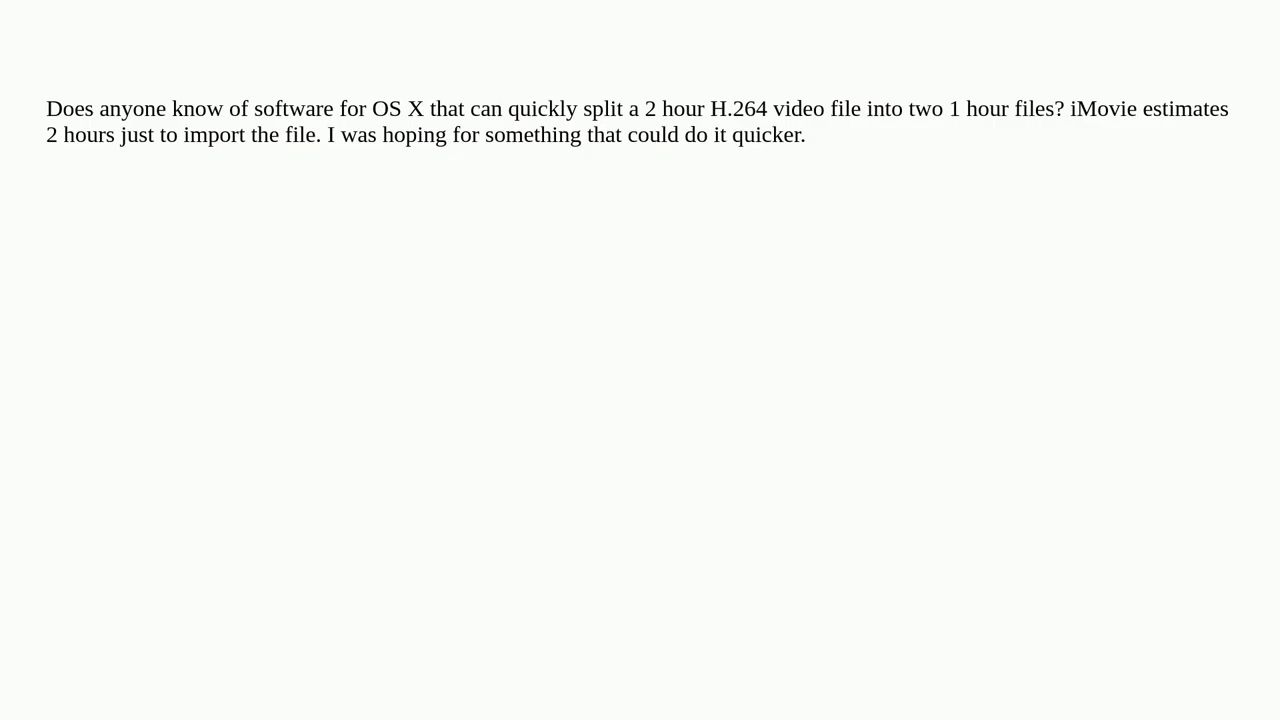 Does anyone know of software for OS X that can quickly split a 2 hour H.264 video file into two 1 hour files? iMovie estimates
2 hours just to import the file. I was hoping for something that could do it quicker.